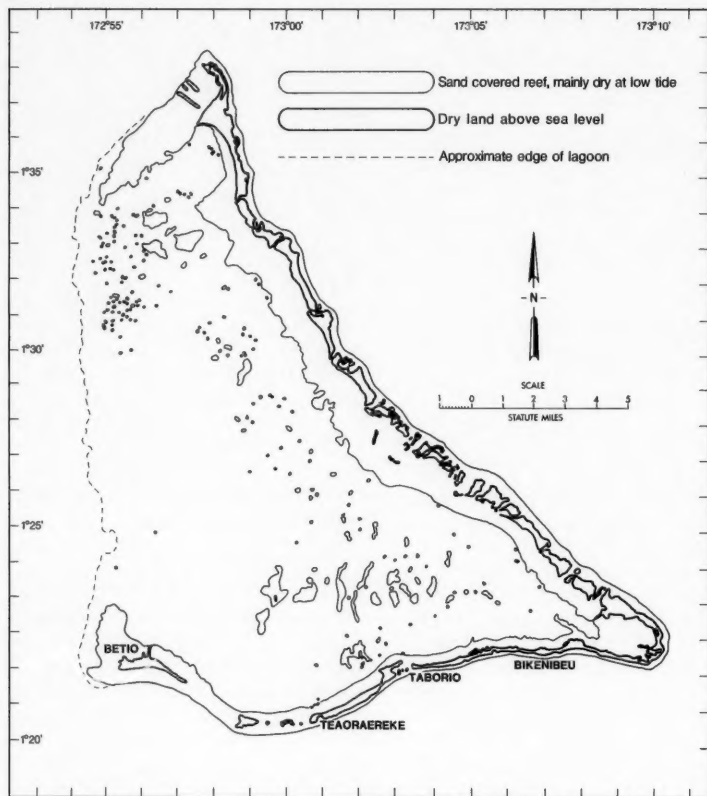 172°55' 173°00' 173°05' 173°10'
Sand covered reef, mainly dry at low tide
Dry land above sea level
Approximate edge of lagoon
1°35'
N
1°30'
SCALE
1 0 1 2 3 4 5
STATUTE MILES
1°25'
BETIO
TABORIO
BIKENIBEU
TEAORAEREKE
1°20'